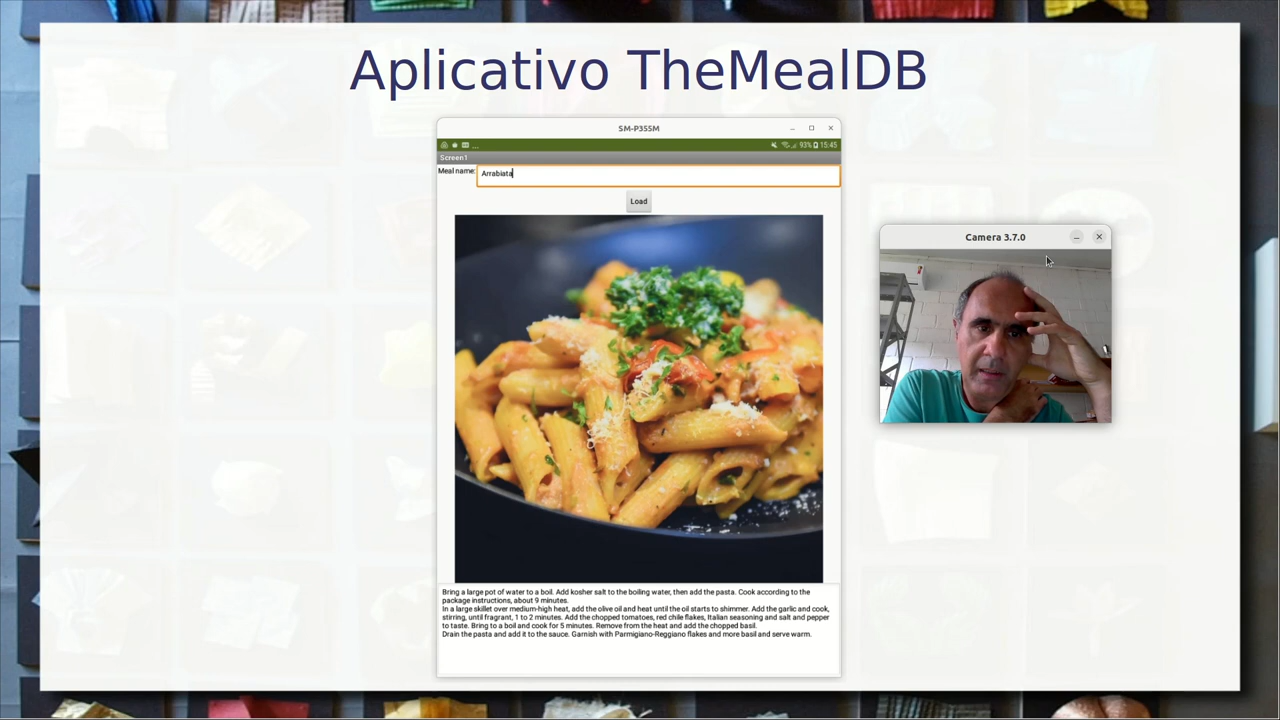 Aplicativo TheMealDB
SM-P355M
... 93% 15:45
Screen1
Meal name: Arrabiata
Load
Camera 3.7.0
Bring a large pot of water to a boil. Add kosher salt to the boiling water, then add the pasta. Cook according to the
package instructions, about 9 minutes.
In a large skillet over medium-high heat, add the olive oil and heat until the oil starts to shimmer. Add the garlic and cook,
stirring, until fragrant, 1 to 2 minutes. Add the chopped tomatoes, red chile flakes, Italian seasoning and salt and pepper
to taste. Bring to a boil and cook for 5 minutes. Remove from the heat and add the chopped basil.
Drain the pasta and add it to the sauce. Garnish with Parmigiano-Reggiano flakes and more basil and serve warm.